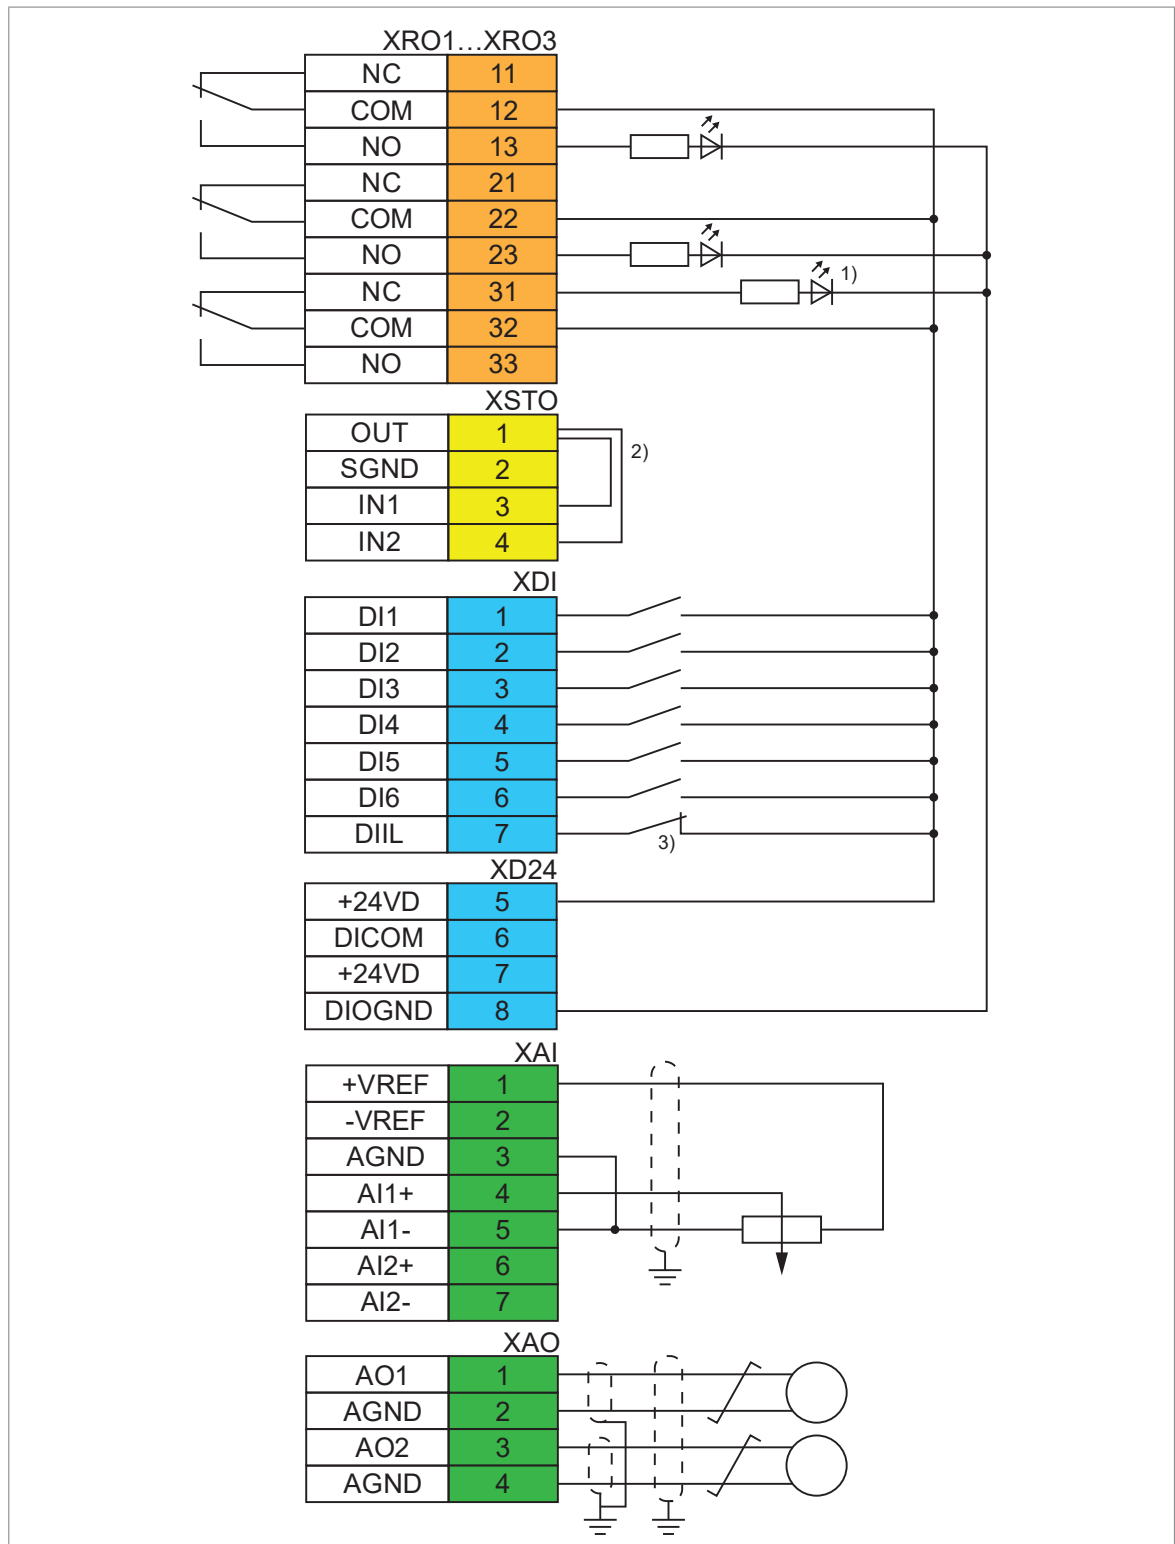 XRO1...XRO3
NC 11
COM 12
NO 13
NC 21
COM 22
NO 23
NC 31 1)
COM 32
NO 33
XSTO
OUT 1
2)
SGND 2
IN1 3
IN2 4
XDI
DI1 1
DI2 2
DI3 3
DI4 4
DI5 5
DI6 6
DIIL 7
3)
XD24
+24VD 5
DICOM 6
+24VD 7
DIOGND 8
XAI
+VREF 1
-VREF 2
AGND 3
AI1+ 4
AI1- 5
AI2+ 6
AI2- 7
XAO
AO1 1
AGND 2
AO2 3
AGND 4